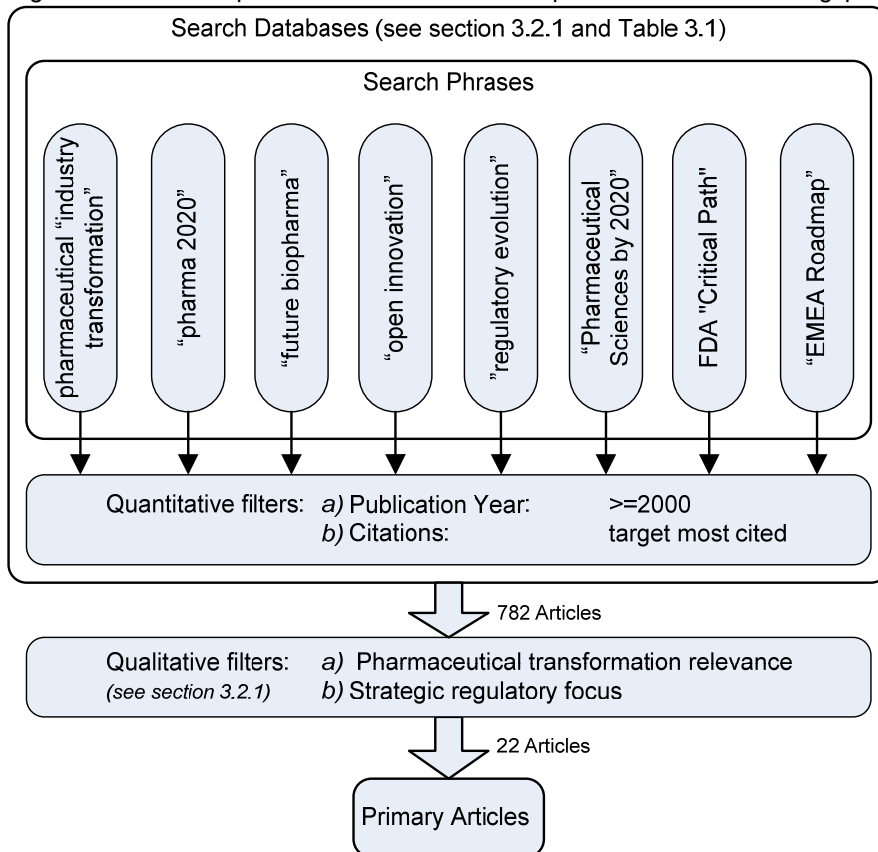 Search Databases (see section 3.2.1 and Table 3.1)
Search Phrases
pharmaceutical “industry
transformation”
“pharma 2020”
“future biopharma”
“open innovation”
”regulatory evolution”
“Pharmaceutical
Sciences by 2020”
FDA "Critical Path"
“EMEA Roadmap”
Quantitative filters: a) Publication Year: >=2000
b) Citations: target most cited
782 Articles
Qualitative filters: a) Pharmaceutical transformation relevance
(see section 3.2.1) b) Strategic regulatory focus
22 Articles
Primary Articles